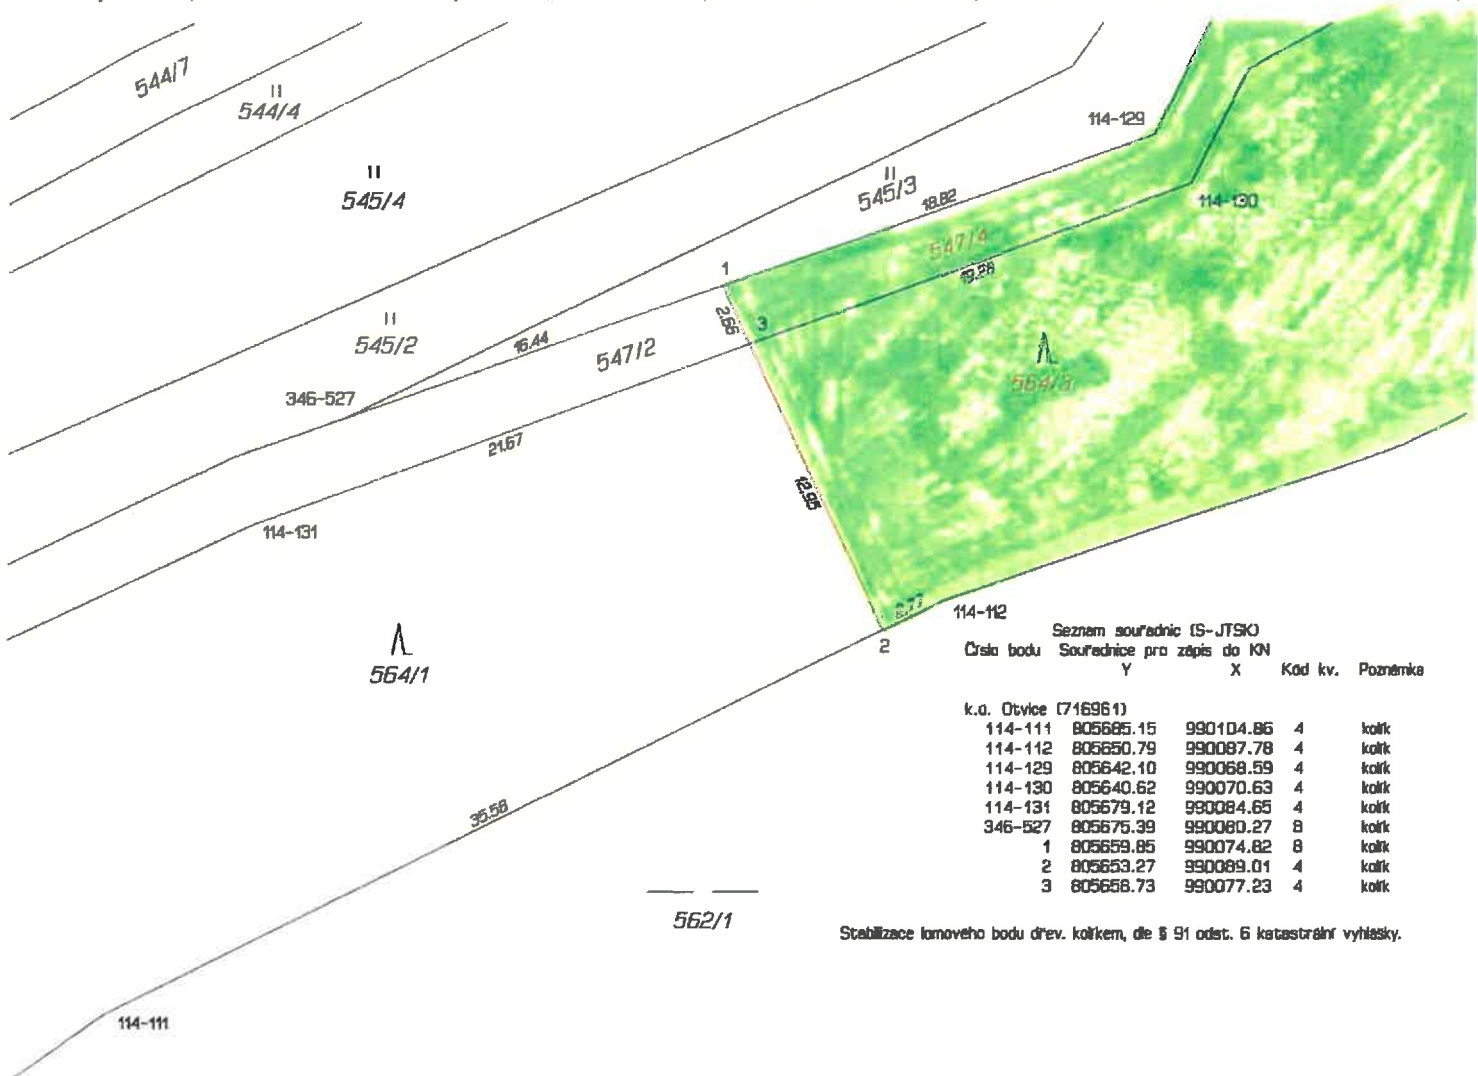 544/7
544/4
545/4
545/3
545/2
114-129
114-130
18.82
547/4
19.28
1
3
2.66
16.44
547/2
346-527
21.67
564/3
12.95
114-131
114-112
2
564/1
35.58
562/1
114-111
Seznam souřadnic (S-JTSK)
Číslo bodu Souřadnice pro zápis do KN
Y X Kód kv. Poznámka
k.ú. Otvice (716961)
114-111 805685.15 990104.86 4 kolík
114-112 805650.79 990087.78 4 kolík
114-129 805642.10 990068.59 4 kolík
114-130 805640.62 990070.63 4 kolík
114-131 805679.12 990084.65 4 kolík
346-527 805675.39 990080.27 8 kolík
1 805659.85 990074.82 8 kolík
2 805653.27 990089.01 4 kolík
3 805658.73 990077.23 4 kolík
Stabilizace lomového bodu dřev. kolíkem, dle § 91 odst. 6 katastrální vyhlášky.